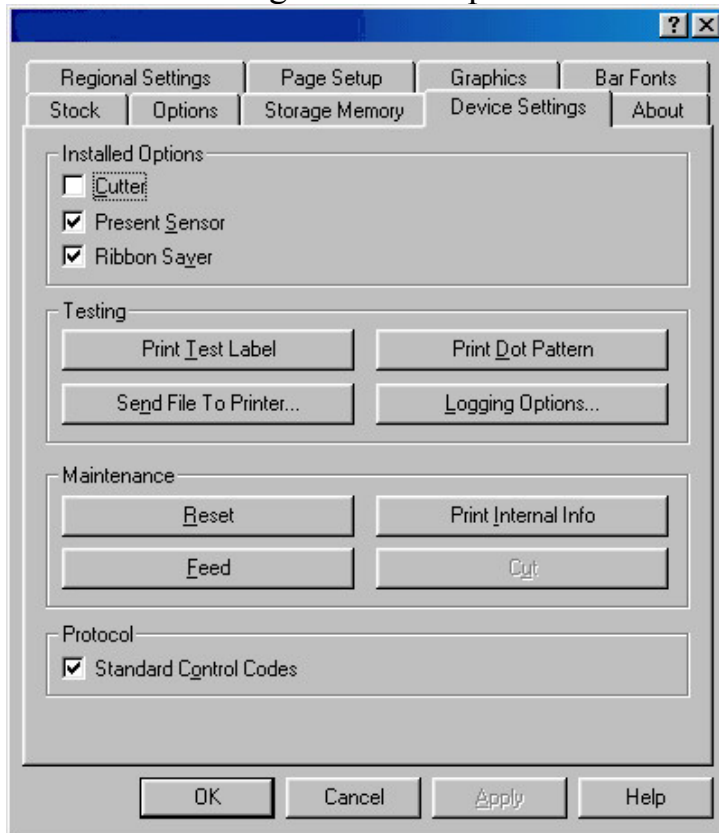 ? ×
Regional Settings Page Setup Graphics Bar Fonts
Stock Options Storage Memory Device Settings About
Installed Options
Cutter
Present Sensor
Ribbon Saver
Testing
Print Test Label Print Dot Pattern
Send File To Printer... Logging Options...
Maintenance
Reset Print Internal Info
Feed Cut
Protocol
Standard Control Codes
OK Cancel Apply Help